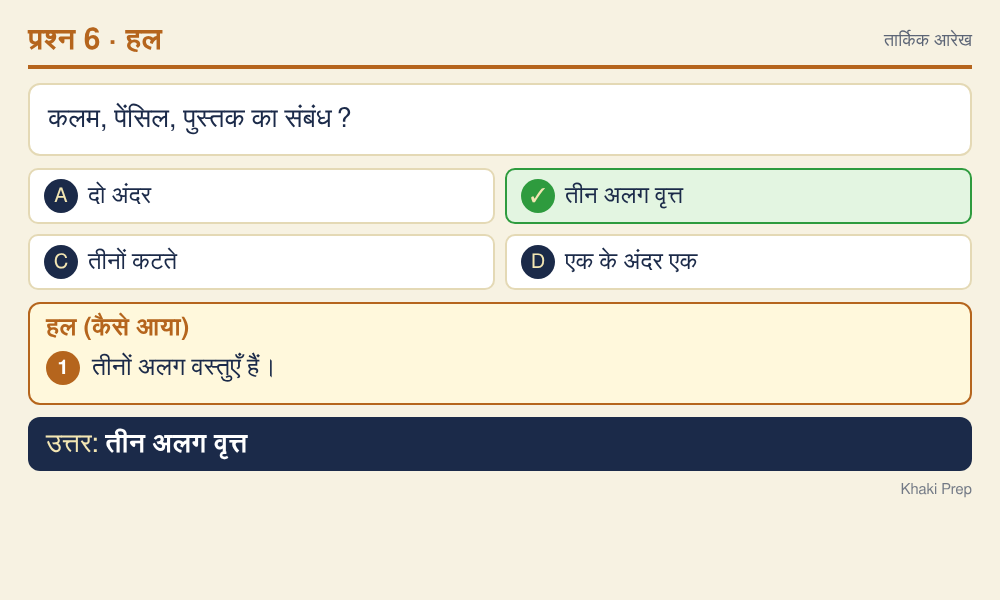 प्रश्न 6 · हल
तार्किक आरेख
कलम, पेंसिल, पुस्तक का संबंध ?
A दो अंदर
✓ तीन अलग वृत्त
C तीनों कटते
D एक के अंदर एक
हल (कैसे आया)
1 तीनों अलग वस्तुएँ हैं।
उत्तर: तीन अलग वृत्त
Khaki Prep